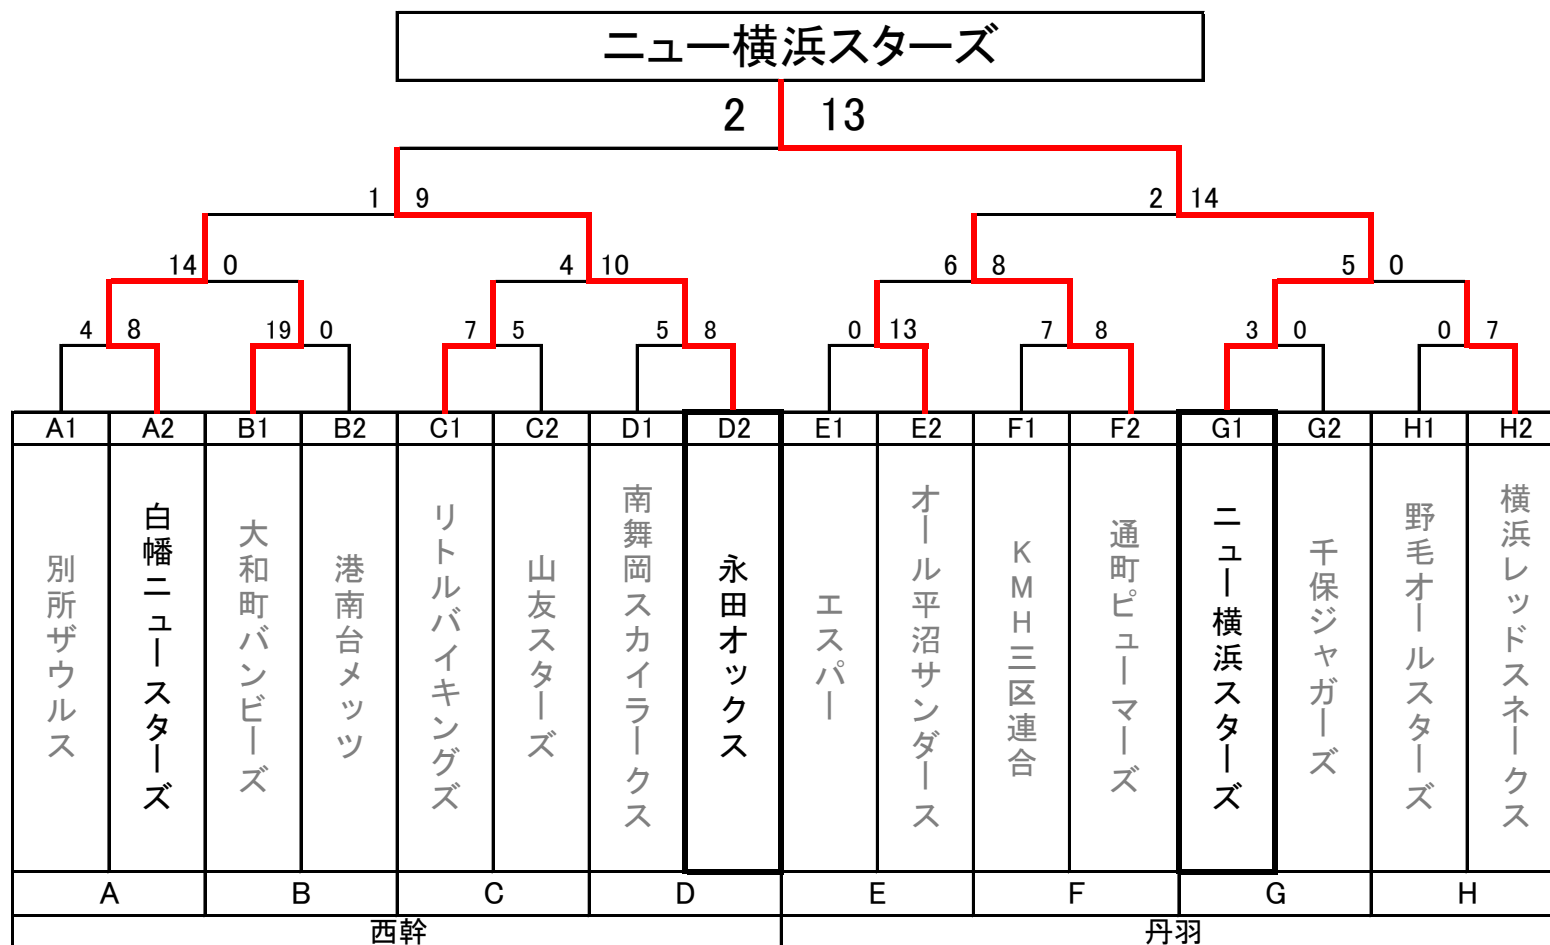 ニュー横浜スターズ
2 13
1 9 2 14
14 0 4 10 6 8 5 0
4 8 19 0 7 5 5 8 0 13 7 8 3 0 0 7
A1 A2 B1 B2 C1 C2 D1 D2 E1 E2 F1 F2 G1 G2 H1 H2
別所ザウルス
白幡ニュースターズ
大和町バンビーズ
港南台メッツ
リトルバイキングズ
山友スターズ
南舞岡スカイラークス
永田オックス
エスパー
オール平沼サンダース
KMH三区連合
通町ピューマーズ
ニュー横浜スターズ
千保ジャガーズ
野毛オールスターズ
横浜レッドスネークス
A B C D E F G H
西幹 丹羽